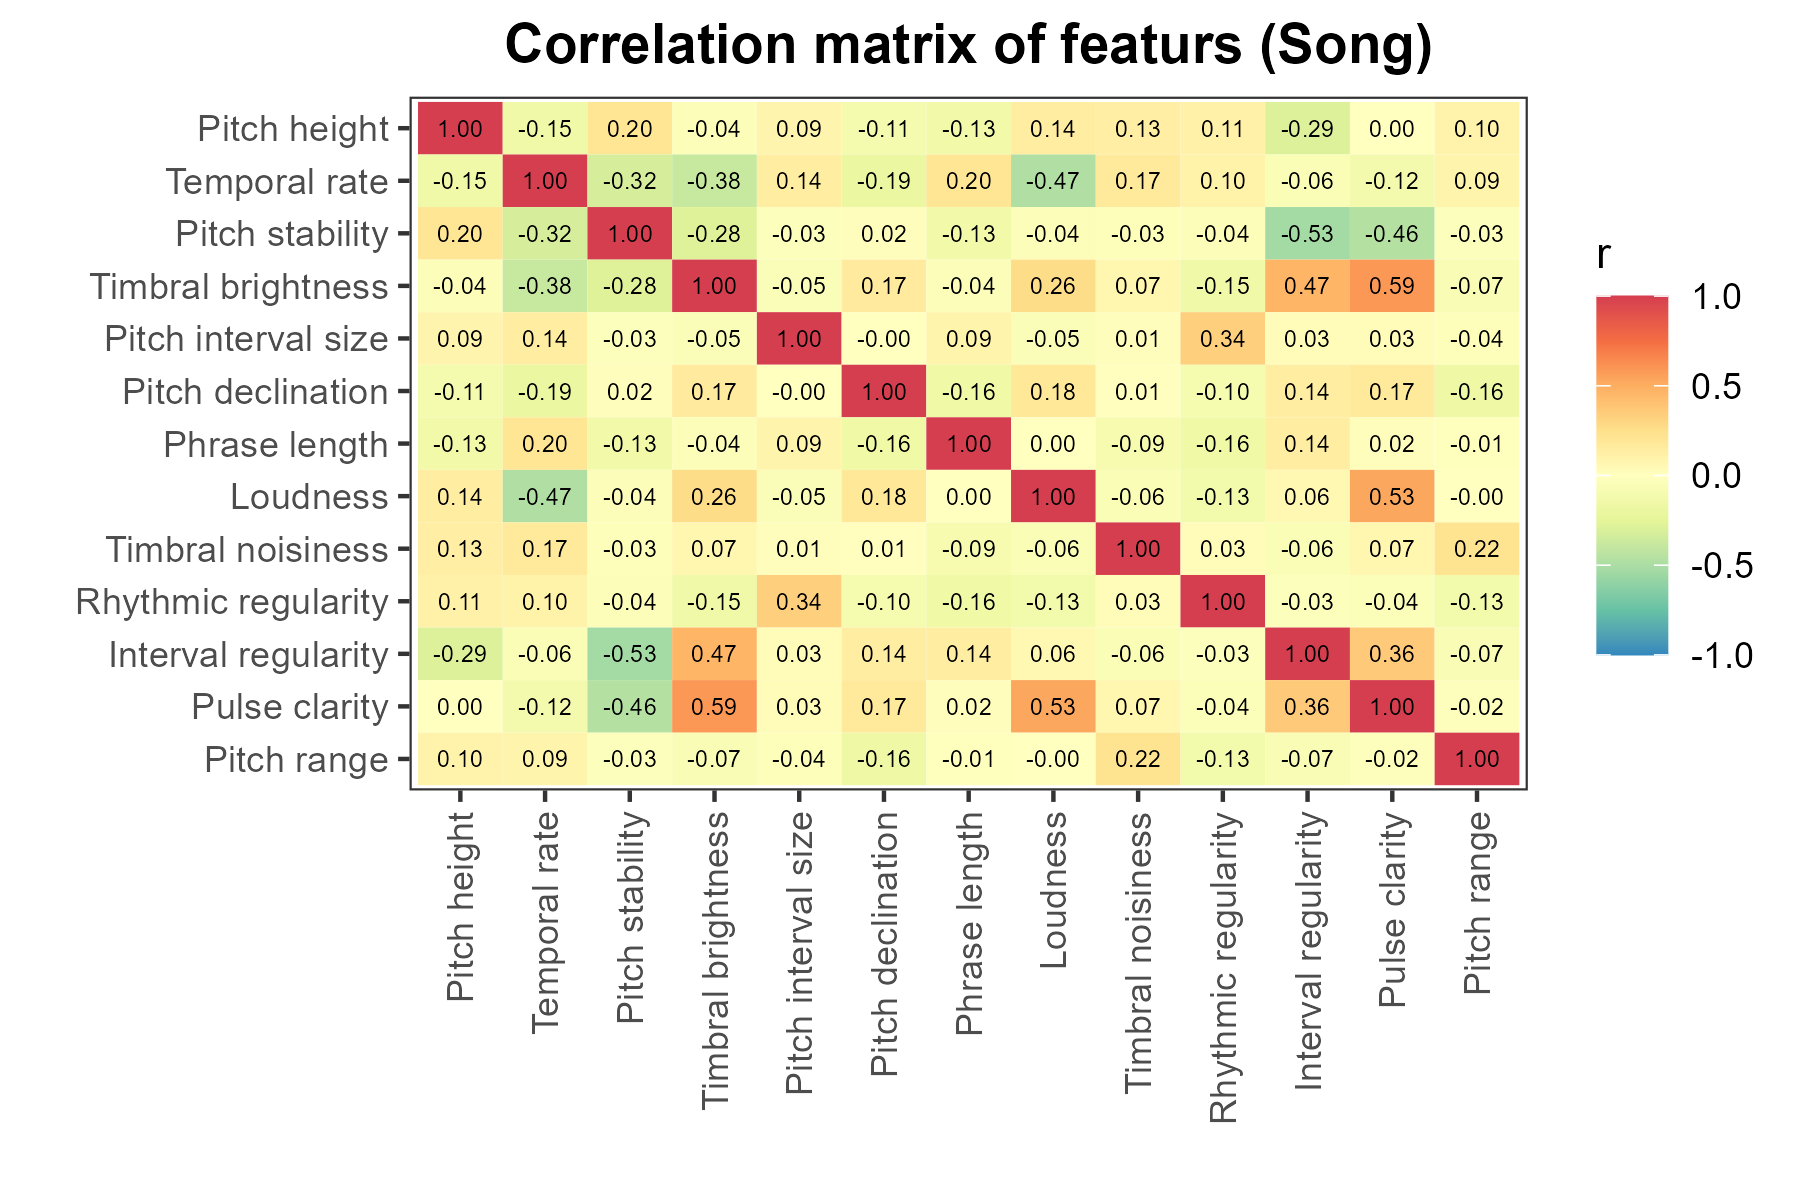 Correlation matrix of featurs (Song)
Pitch height 1.00 -0.15 0.20 -0.04 0.09 -0.11 -0.13 0.14 0.13 0.11 -0.29 0.00 0.10
Temporal rate -0.15 1.00 -0.32 -0.38 0.14 -0.19 0.20 -0.47 0.17 0.10 -0.06 -0.12 0.09
Pitch stability 0.20 -0.32 1.00 -0.28 -0.03 0.02 -0.13 -0.04 -0.03 -0.04 -0.53 -0.46 -0.03
Timbral brightness -0.04 -0.38 -0.28 1.00 -0.05 0.17 -0.04 0.26 0.07 -0.15 0.47 0.59 -0.07
Pitch interval size 0.09 0.14 -0.03 -0.05 1.00 -0.00 0.09 -0.05 0.01 0.34 0.03 0.03 -0.04
Pitch declination -0.11 -0.19 0.02 0.17 -0.00 1.00 -0.16 0.18 0.01 -0.10 0.14 0.17 -0.16
Phrase length -0.13 0.20 -0.13 -0.04 0.09 -0.16 1.00 0.00 -0.09 -0.16 0.14 0.02 -0.01
Loudness 0.14 -0.47 -0.04 0.26 -0.05 0.18 0.00 1.00 -0.06 -0.13 0.06 0.53 -0.00
Timbral noisiness 0.13 0.17 -0.03 0.07 0.01 0.01 -0.09 -0.06 1.00 0.03 -0.06 0.07 0.22
Rhythmic regularity 0.11 0.10 -0.04 -0.15 0.34 -0.10 -0.16 -0.13 0.03 1.00 -0.03 -0.04 -0.13
Interval regularity -0.29 -0.06 -0.53 0.47 0.03 0.14 0.14 0.06 -0.06 -0.03 1.00 0.36 -0.07
Pulse clarity 0.00 -0.12 -0.46 0.59 0.03 0.17 0.02 0.53 0.07 -0.04 0.36 1.00 -0.02
Pitch range 0.10 0.09 -0.03 -0.07 -0.04 -0.16 -0.01 -0.00 0.22 -0.13 -0.07 -0.02 1.00
Pitch height
Temporal rate
Pitch stability
Timbral brightness
Pitch interval size
Pitch declination
Phrase length
Loudness
Timbral noisiness
Rhythmic regularity
Interval regularity
Pulse clarity
Pitch range
r
1.0
0.5
0.0
-0.5
-1.0